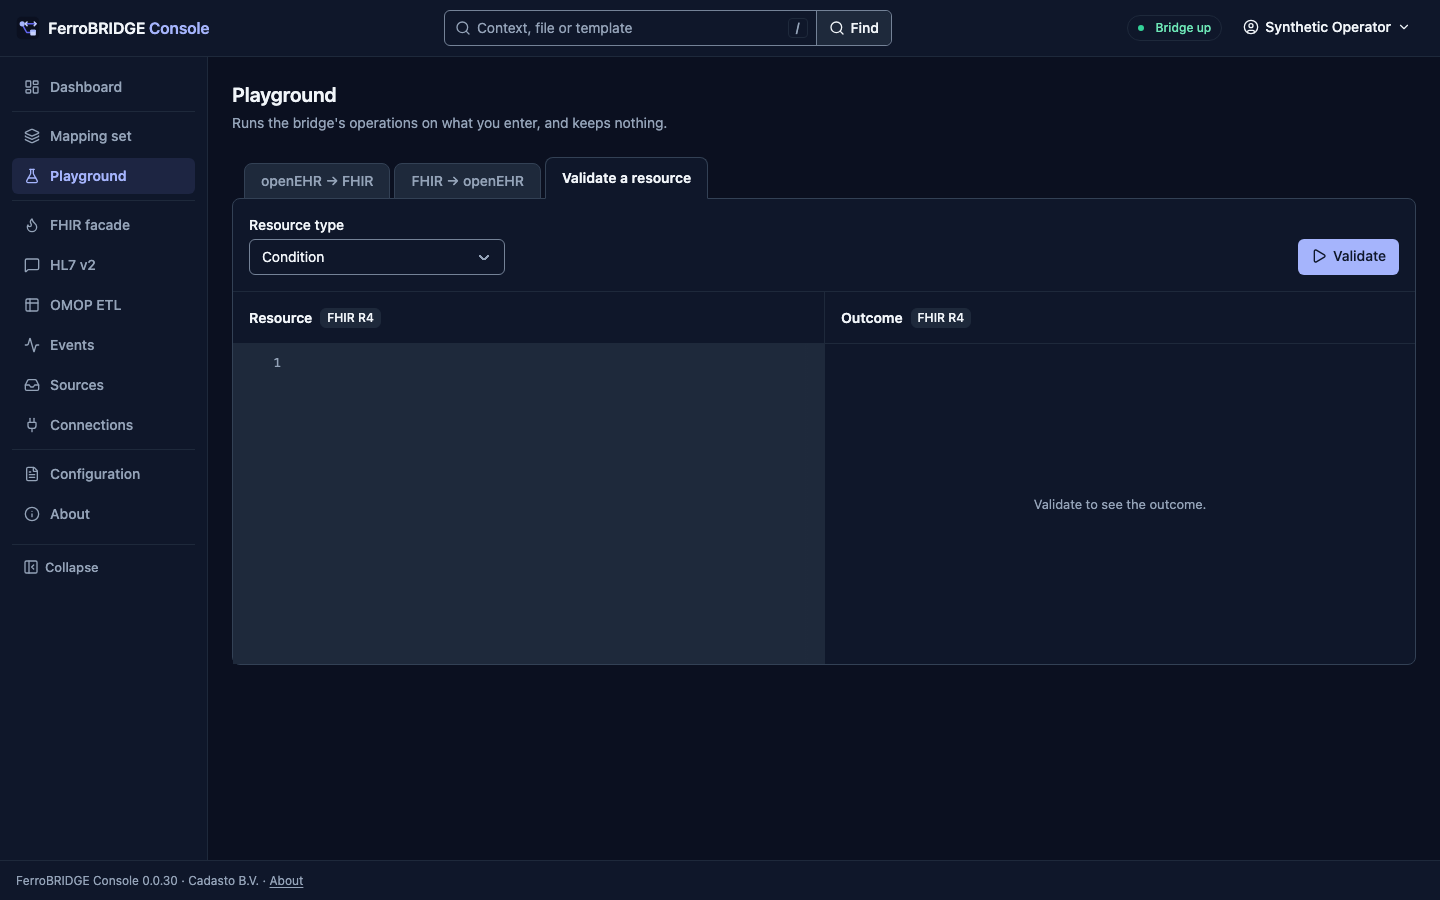 FerroBRIDGE Console
Context, file or template
/
Find
Bridge up
Synthetic Operator
Dashboard
Mapping set
Playground
FHIR facade
HL7 v2
OMOP ETL
Events
Sources
Connections
Configuration
About
Collapse
Playground
Runs the bridge's operations on what you enter, and keeps nothing.
openEHR → FHIR
FHIR → openEHR
Validate a resource
Resource type
Condition
Validate
Resource FHIR R4
Outcome FHIR R4
1
Validate to see the outcome.
FerroBRIDGE Console 0.0.30 · Cadasto B.V. · About